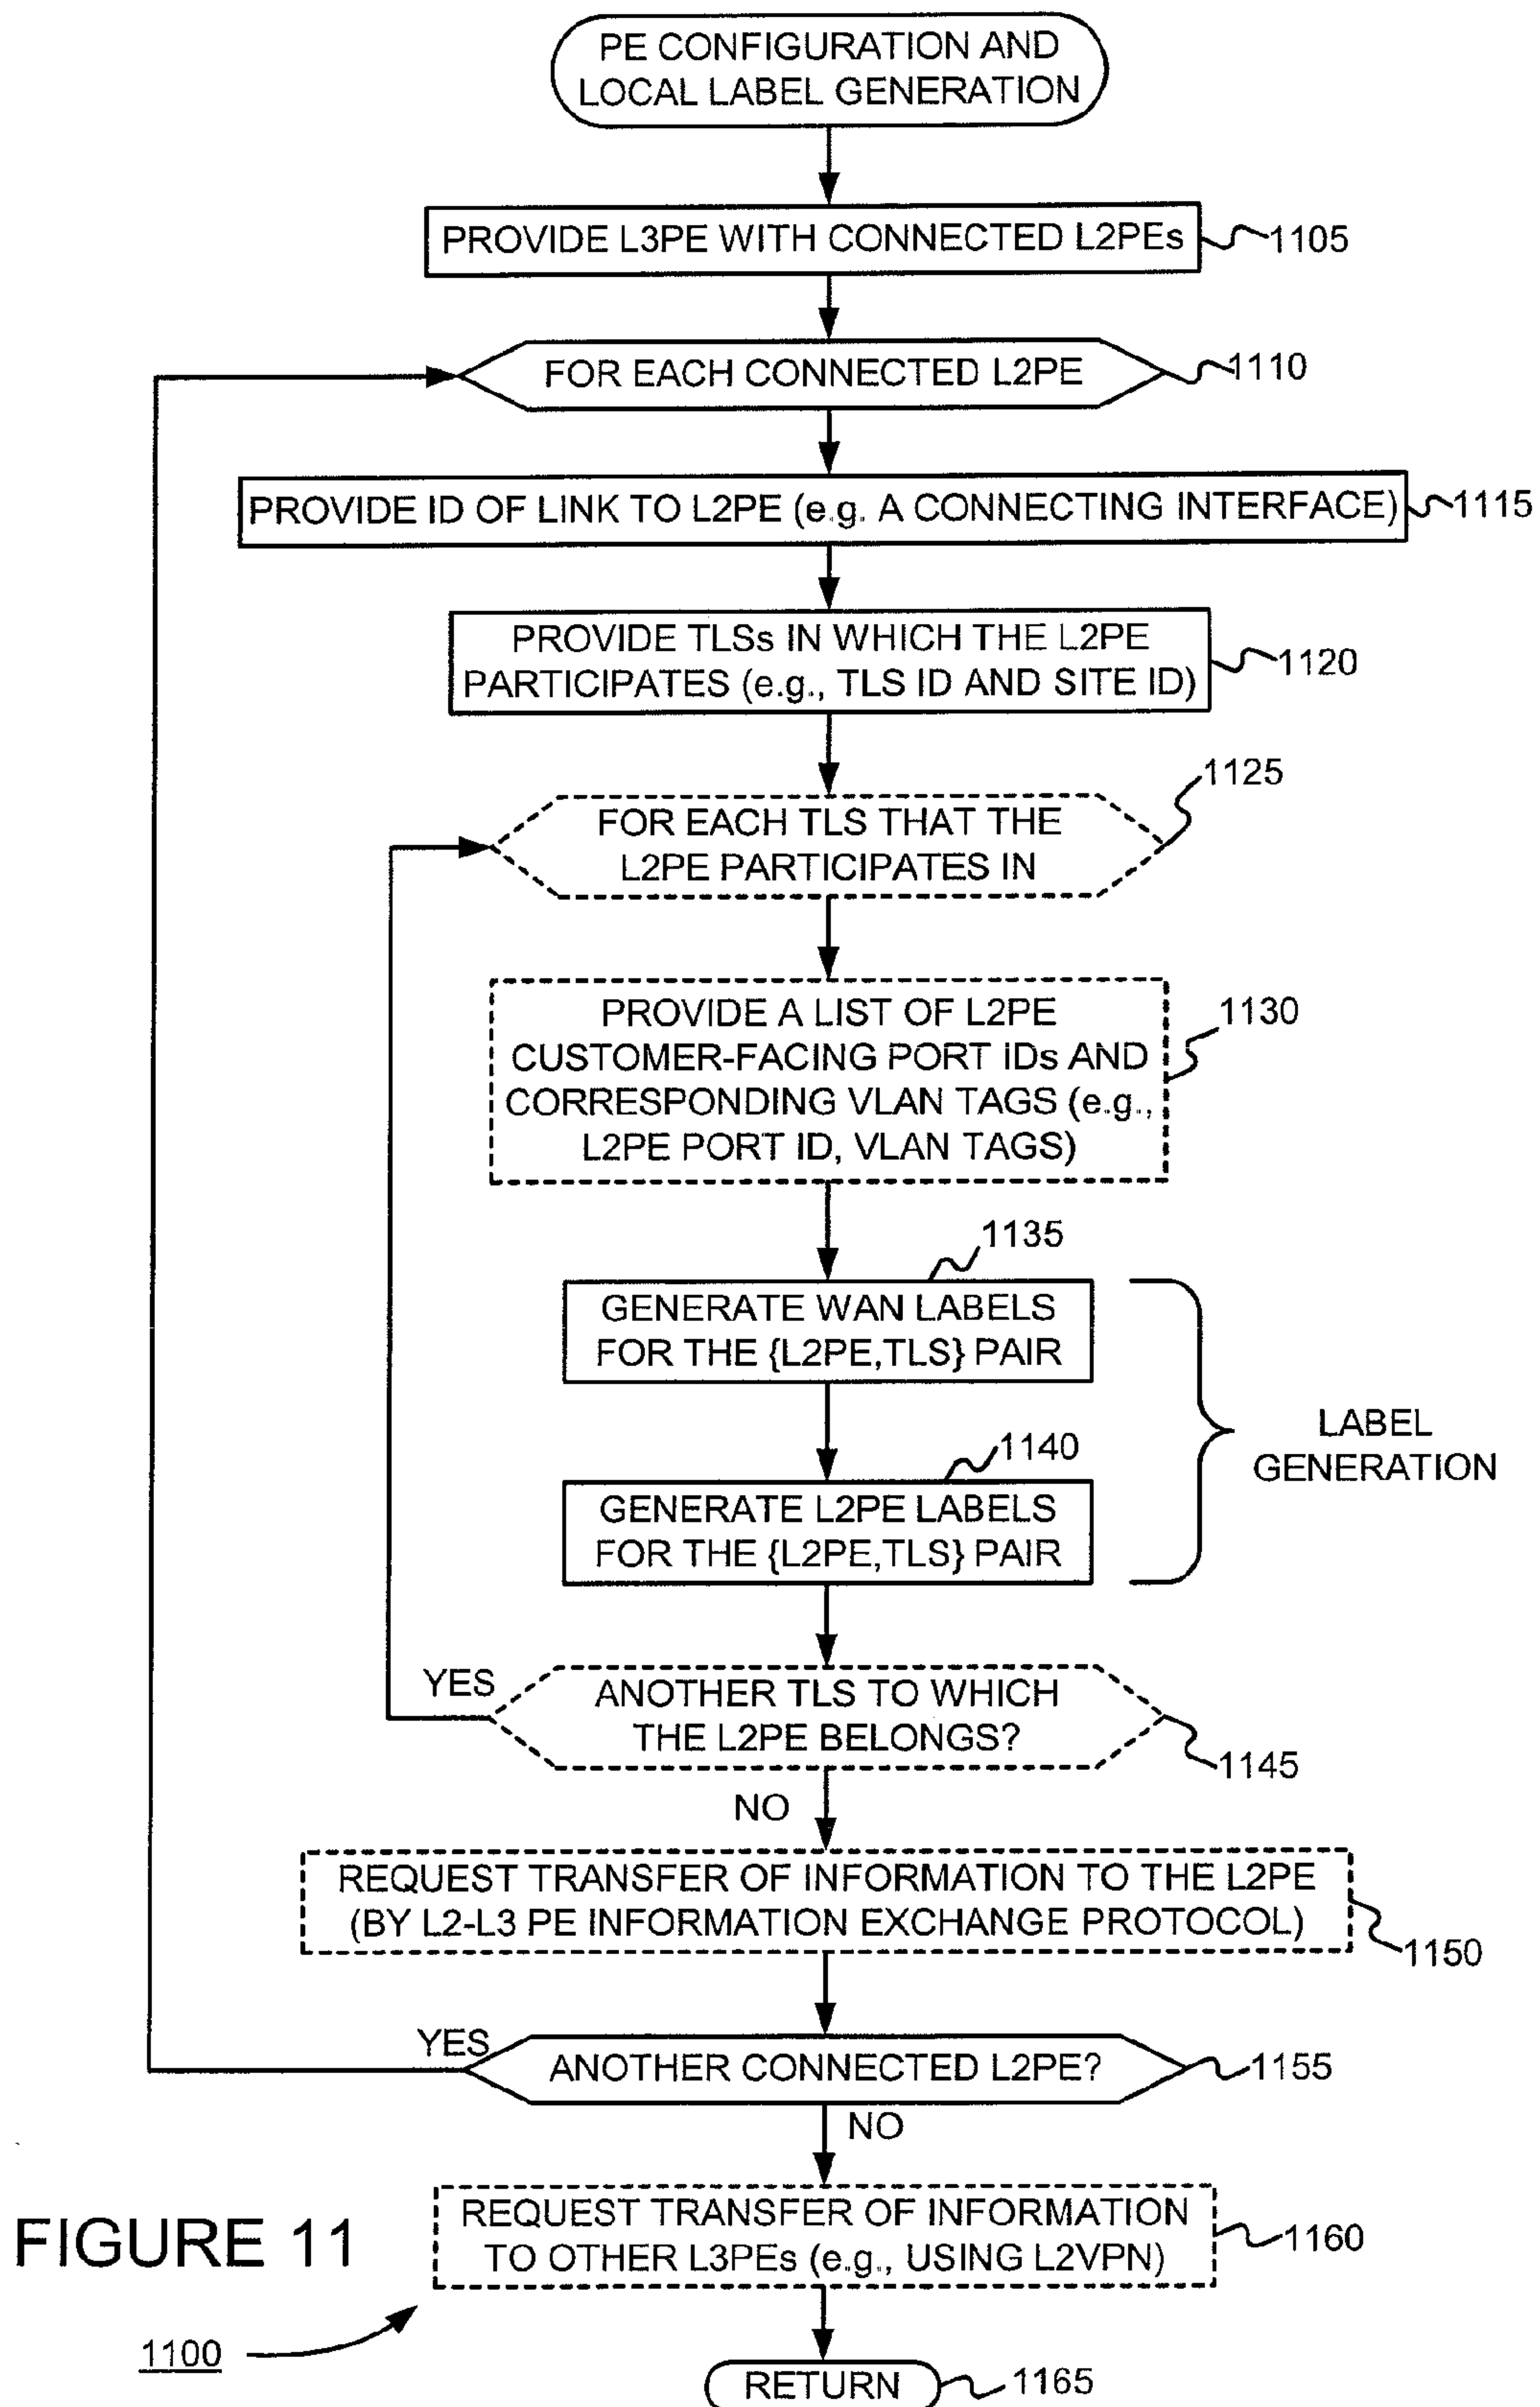 PE CONFIGURATION AND
LOCAL LABEL GENERATION
PROVIDE L3PE WITH CONNECTED L2PEs
1105
FOR EACH CONNECTED L2PE
1110
PROVIDE ID OF LINK TO L2PE (e.g. A CONNECTING INTERFACE)
1115
PROVIDE TLSs IN WHICH THE L2PE
PARTICIPATES (e.g., TLS ID AND SITE ID)
1120
1125
FOR EACH TLS THAT THE
L2PE PARTICIPATES IN
PROVIDE A LIST OF L2PE
CUSTOMER-FACING PORT IDs AND
CORRESPONDING VLAN TAGS (e.g.,
L2PE PORT ID, VLAN TAGS)
1130
1135
GENERATE WAN LABELS
FOR THE {L2PE,TLS} PAIR
1140
GENERATE L2PE LABELS
FOR THE {L2PE,TLS} PAIR
LABEL
GENERATION
YES
ANOTHER TLS TO WHICH
THE L2PE BELONGS?
1145
NO
REQUEST TRANSFER OF INFORMATION TO THE L2PE
(BY L2-L3 PE INFORMATION EXCHANGE PROTOCOL)
1150
YES
ANOTHER CONNECTED L2PE?
1155
NO
REQUEST TRANSFER OF INFORMATION
TO OTHER L3PEs (e.g., USING L2VPN)
1160
FIGURE 11
1100
RETURN
1165